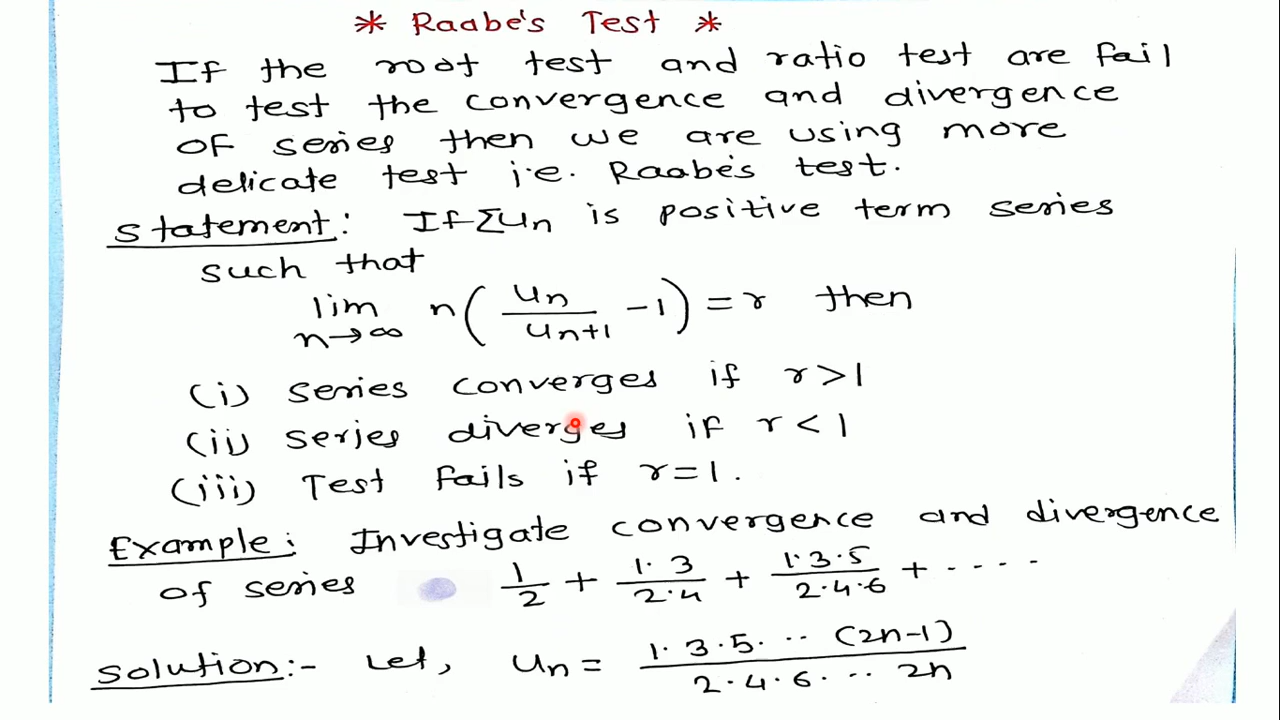 * Raabe's Test *
If the root test and ratio test are fail
to test the convergence and divergence
of series then we are using more
delicate test i.e. Raabe's test.
Statement: If Σun is positive term series
such that
lim n→∞ n( un / un+1 − 1) = r then
(i) series converges if r > 1
(ii) series diverges if r < 1
(iii) Test fails if r = 1.
Example: Investigate convergence and divergence
of series 1/2 + 1·3/2·4 + 1·3·5/2·4·6 + ·····
Solution:- Let, un = 1·3·5··· (2n-1) / 2·4·6··· 2n